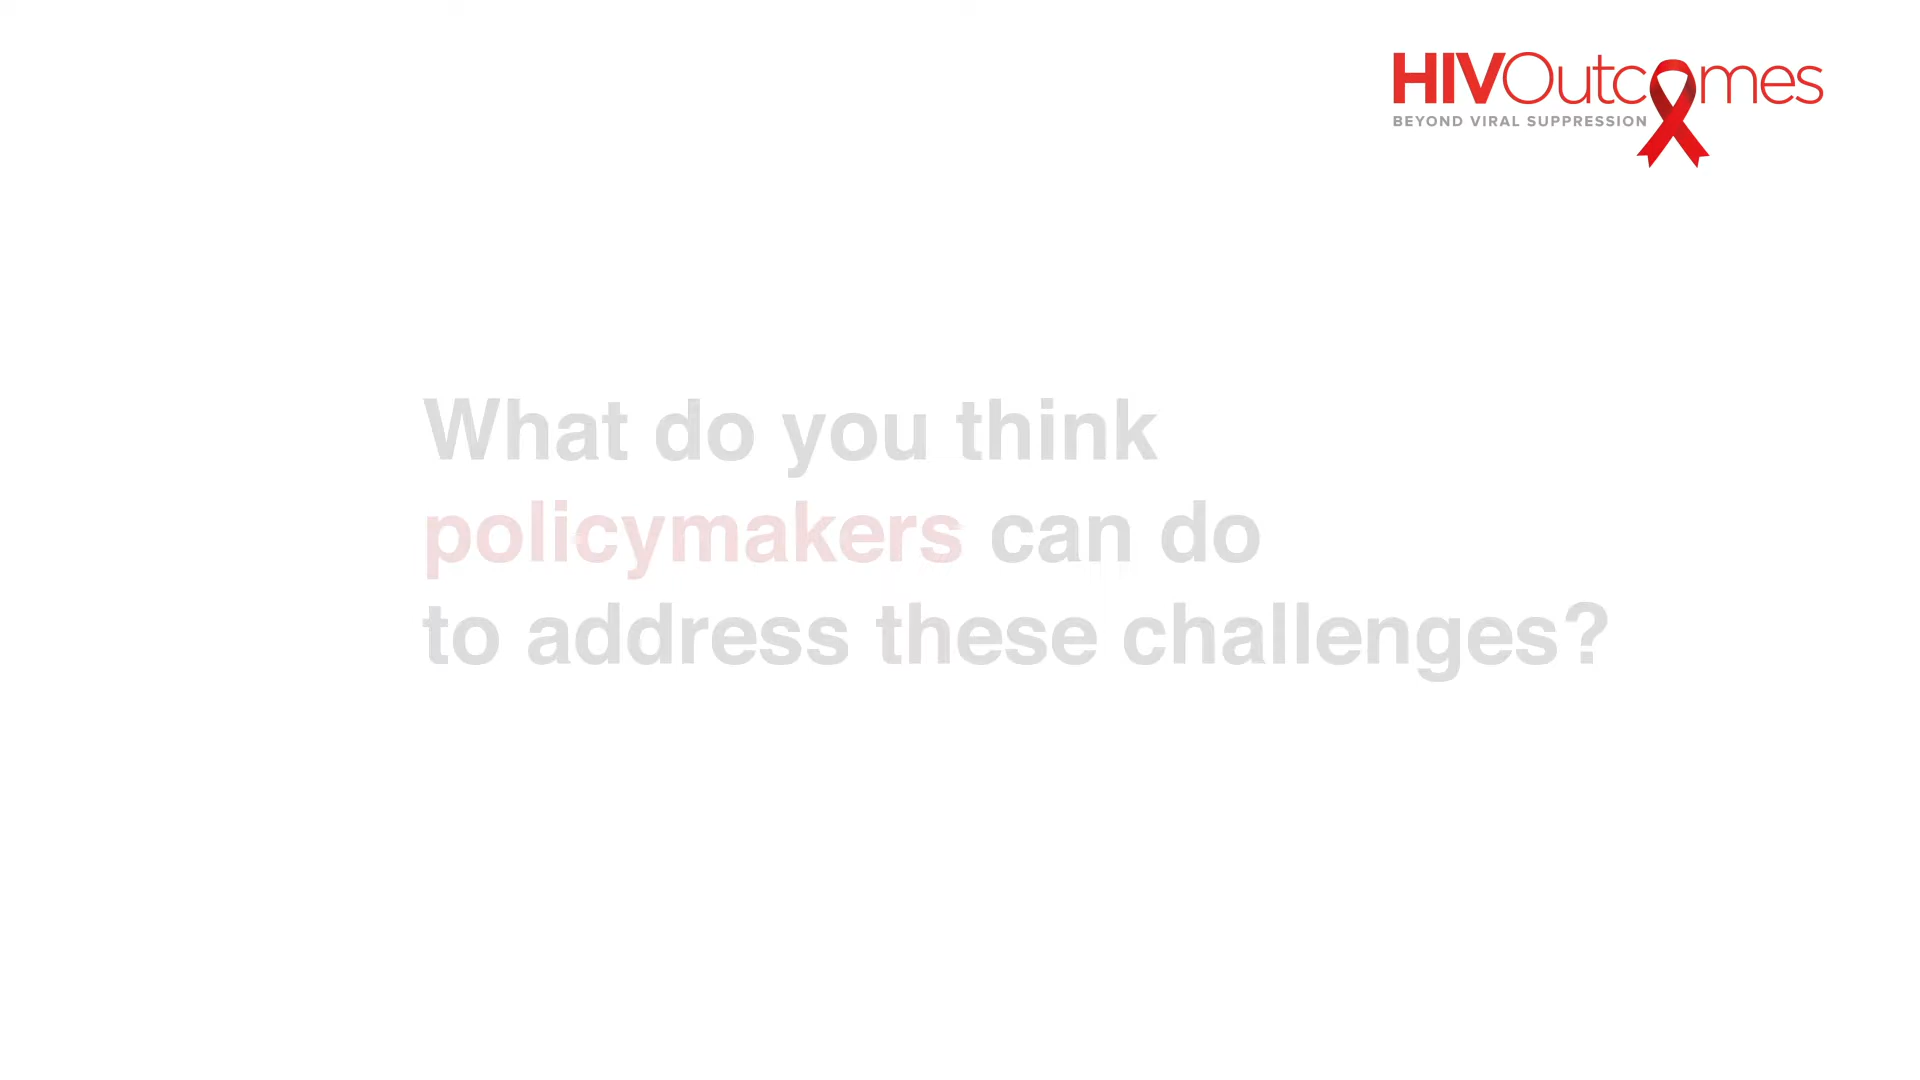 HIVOutcomes
BEYOND VIRAL SUPPRESSION
What do you think
policymakers can do
to address these challenges?